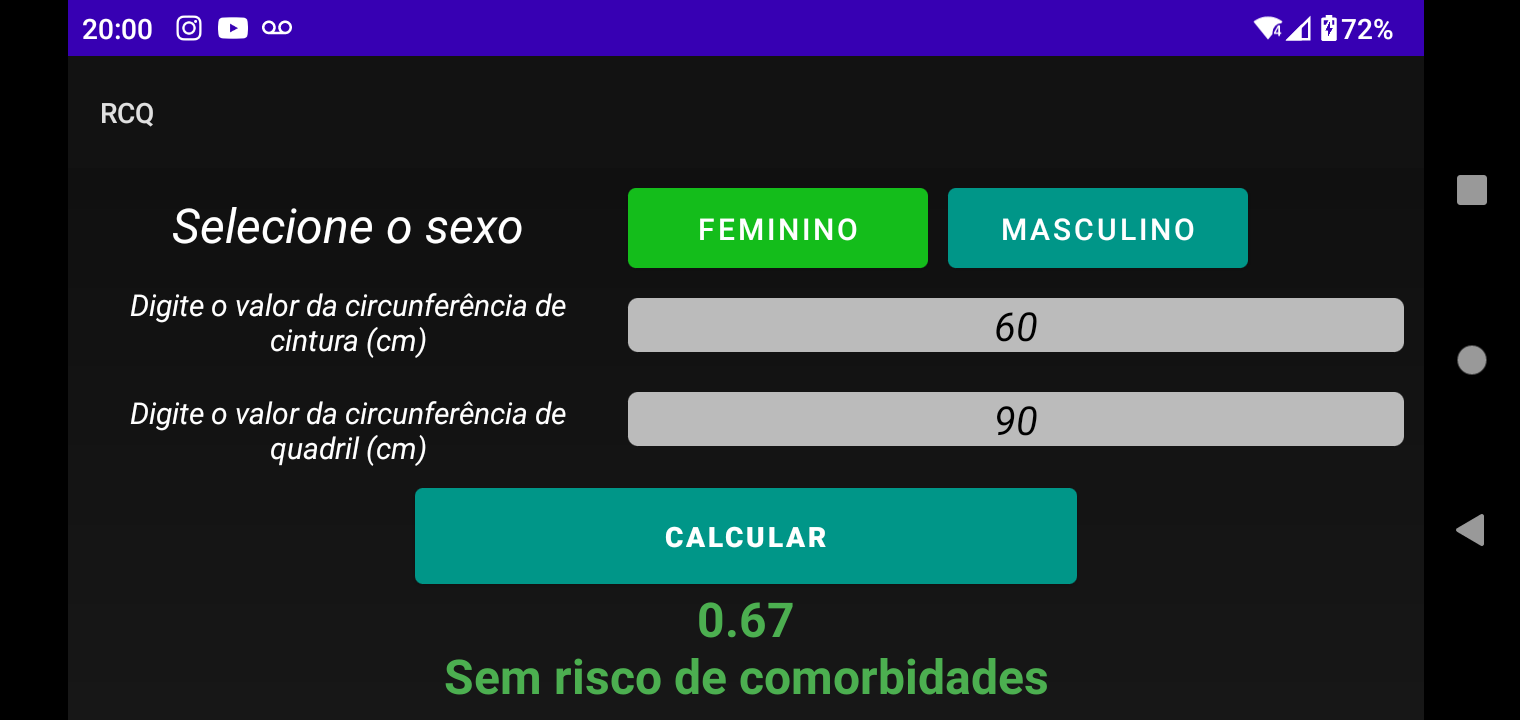 20:00
4
72%
RCQ
Selecione o sexo
FEMININO
MASCULINO
Digite o valor da circunferência de
cintura (cm)
60
Digite o valor da circunferência de
quadril (cm)
90
CALCULAR
0.67
Sem risco de comorbidades